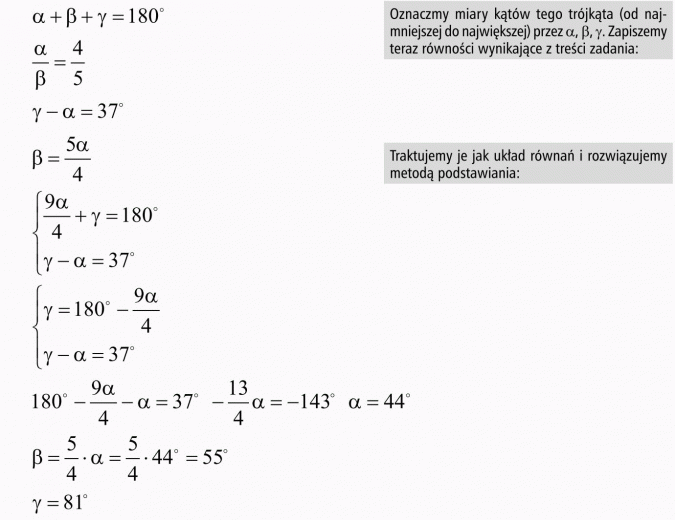 α + β + γ = 180°
Oznaczmy miary kątów tego trójkąta (od naj-
mniejszej do największej) przez α, β, γ. Zapiszemy
teraz równości wynikające z treści zadania:
α/β = 4/5
γ − α = 37°
β = 5α/4
Traktujemy je jak układ równań i rozwiązujemy
metodą podstawiania:
{ 9α/4 + γ = 180°
γ − α = 37°
{ γ = 180° − 9α/4
γ − α = 37°
180° − 9α/4 − α = 37° − 13/4 α = −143° α = 44°
β = 5/4 · α = 5/4 · 44° = 55°
γ = 81°